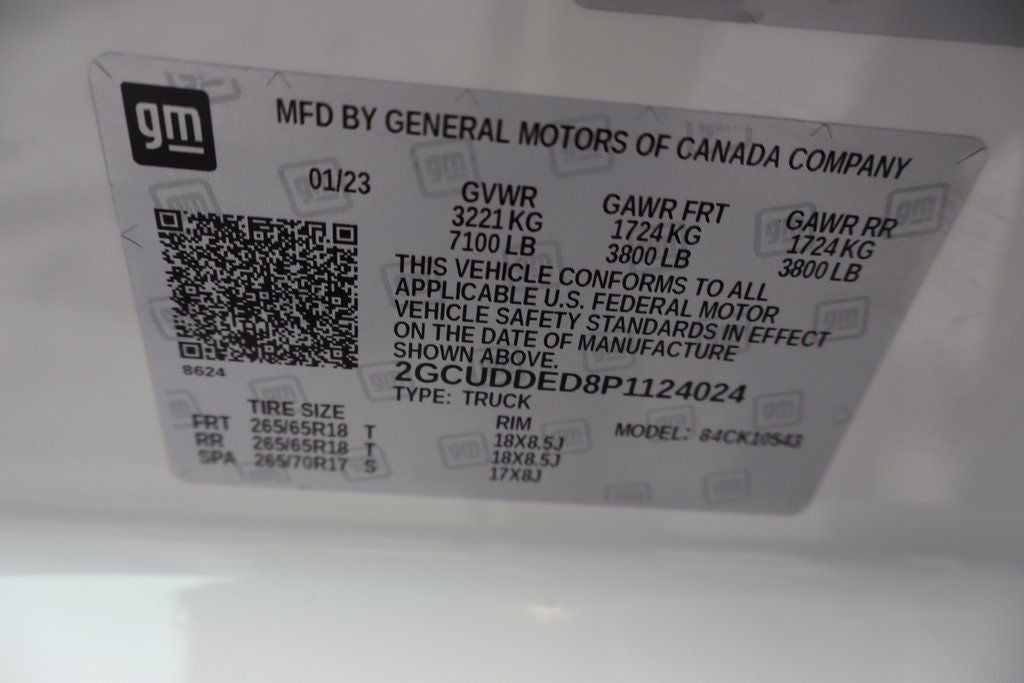 gm
MFD BY GENERAL MOTORS OF CANADA COMPANY
01/23
GVWR GAWR FRT GAWR RR
3221 KG 1724 KG 1724 KG
7100 LB 3800 LB 3800 LB
THIS VEHICLE CONFORMS TO ALL
APPLICABLE U.S. FEDERAL MOTOR
VEHICLE SAFETY STANDARDS IN EFFECT
ON THE DATE OF MANUFACTURE
SHOWN ABOVE.
8624
2GCUDDED8P1124024
TYPE: TRUCK
TIRE SIZE RIM MODEL: 84CK10543
FRT 265/65R18 T 18X8.5J
RR 265/65R18 T 18X8.5J
SPA 265/70R17 S 17X8J